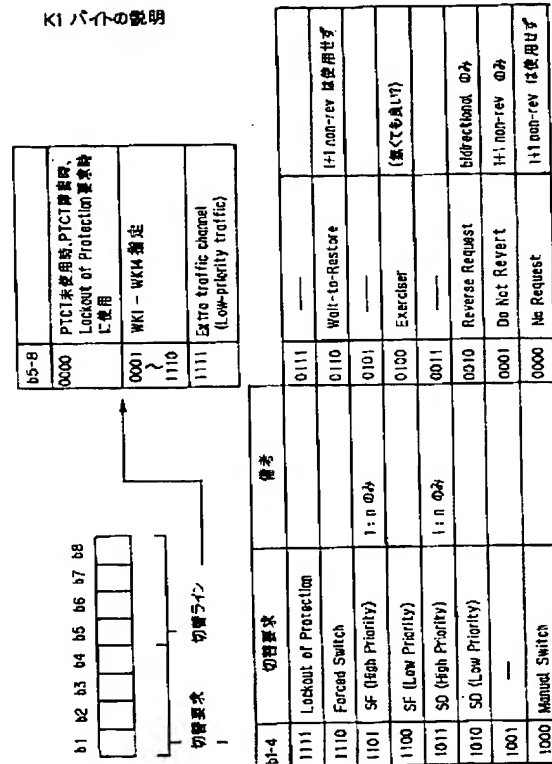 K1 バイトの説明
b1 b2 b3 b4 b5 b6 b7 b8
切替要求
切替ライン
b5-8
0000
PTCT未使用時、PTCT障害時、
Lockout of Protection要求時
に使用
0001
～
1110
WK1 － WK14 指定
1111
Extra traffic channel
(Low-priority traffic)
b1-4 切替要求 備考
1111 Lockout of Protection
1110 Forced Switch
1101 SF (High Priority) 1：n のみ
1100 SF (Low Priority)
1011 SD (High Priority) 1：n のみ
1010 SD (Low Priority)
1001 —
1000 Manual Switch
0111 —
0110 Wait-to-Restore 1+1 non-rev は使用せず
0101 —
0100 Exerciser (無くても良い?)
0011 —
0010 Reverse Request bidirectional のみ
0001 Do Not Revert 1+1 non-rev のみ
0000 No Request 1+1 non-rev は使用せず